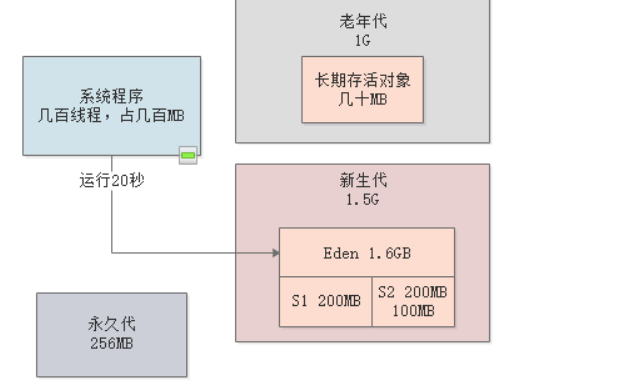 老年代
1G
长期存活对象
几十MB
系统程序
几百线程，占几百MB
运行20秒
新生代
1.5G
Eden 1.6GB
S1 200MB
S2 200MB
100MB
永久代
256MB